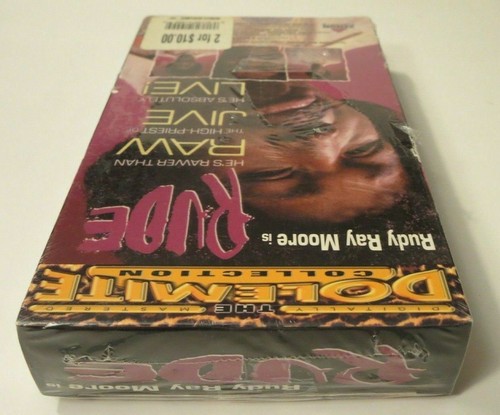 Rudy Ray Moore is
RUDE
DIGITALLY THE MASTERED
DOLEMITE
COLLECTION
Rudy Ray Moore is
RUDE
HE'S RAWER THAN
RAW
THE HIGH-PRIEST OF
JIVE
HE'S ABSOLUTELY
LIVE!
2 for $10.00